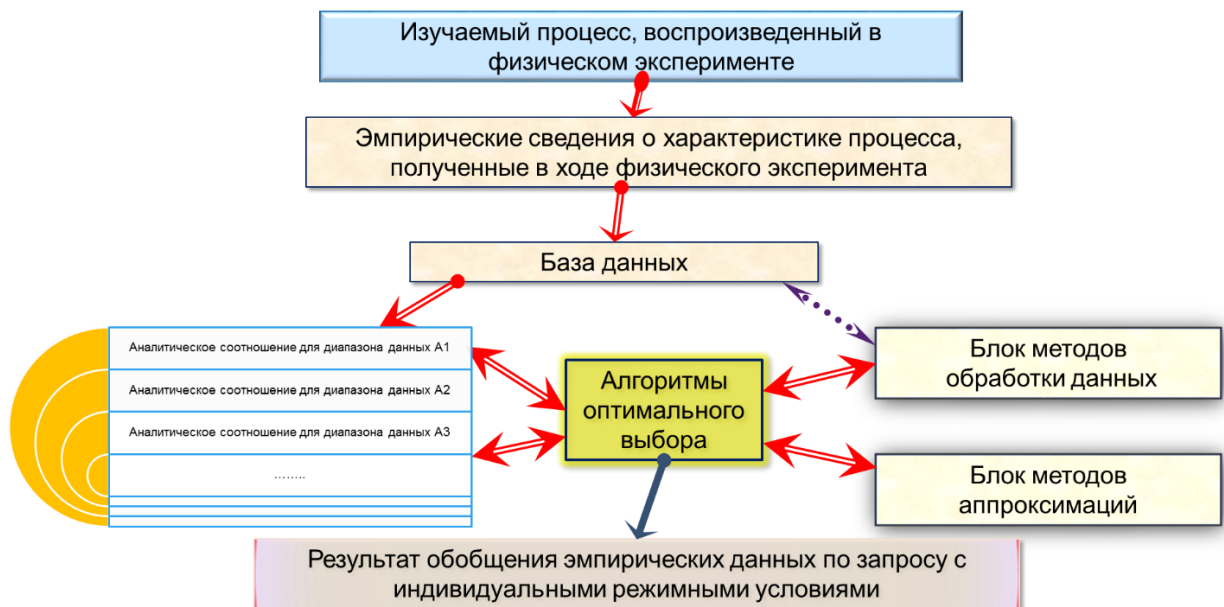 Изучаемый процесс, воспроизведенный в
физическом эксперименте
Эмпирические сведения о характеристике процесса,
полученные в ходе физического эксперимента
База данных
Аналитическое соотношение для диапазона данных А1
Аналитическое соотношение для диапазона данных А2
Аналитическое соотношение для диапазона данных А3
........
Алгоритмы
оптимального
выбора
Блок методов
обработки данных
Блок методов
аппроксимаций
Результат обобщения эмпирических данных по запросу с
индивидуальными режимными условиями